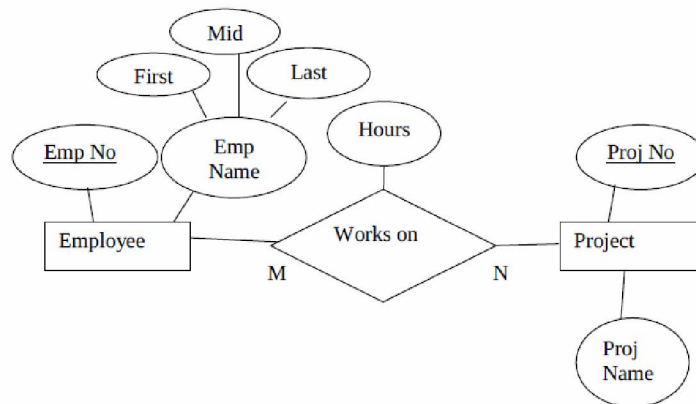 Mid
First
Last
Hours
Emp No
Emp
Name
Proj No
Employee
Works on
Project
M
N
Proj
Name